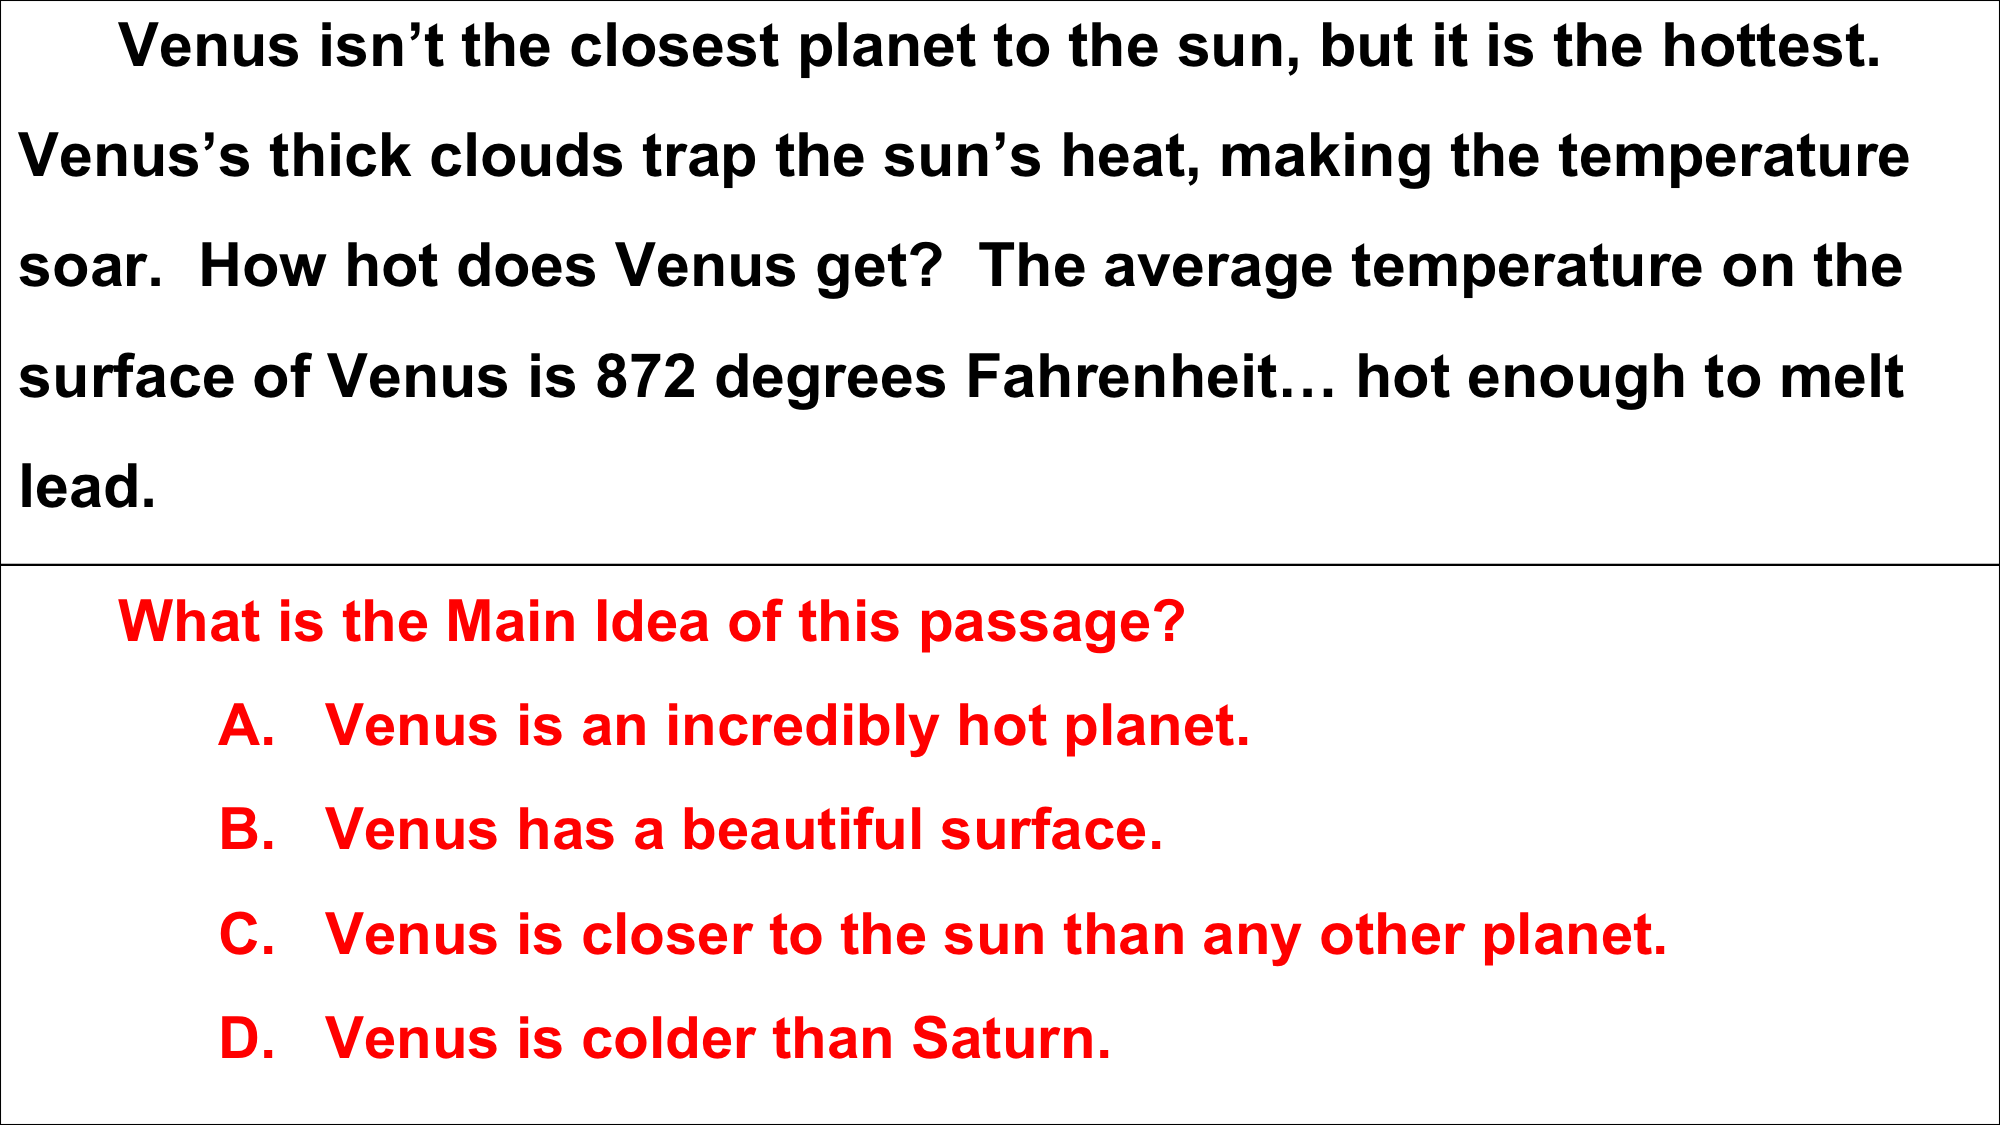 Venus isn’t the closest planet to the sun, but it is the hottest.
Venus’s thick clouds trap the sun’s heat, making the temperature
soar.  How hot does Venus get?  The average temperature on the
surface of Venus is 872 degrees Fahrenheit… hot enough to melt
lead.
What is the Main Idea of this passage?
A. Venus is an incredibly hot planet.
B. Venus has a beautiful surface.
C. Venus is closer to the sun than any other planet.
D. Venus is colder than Saturn.